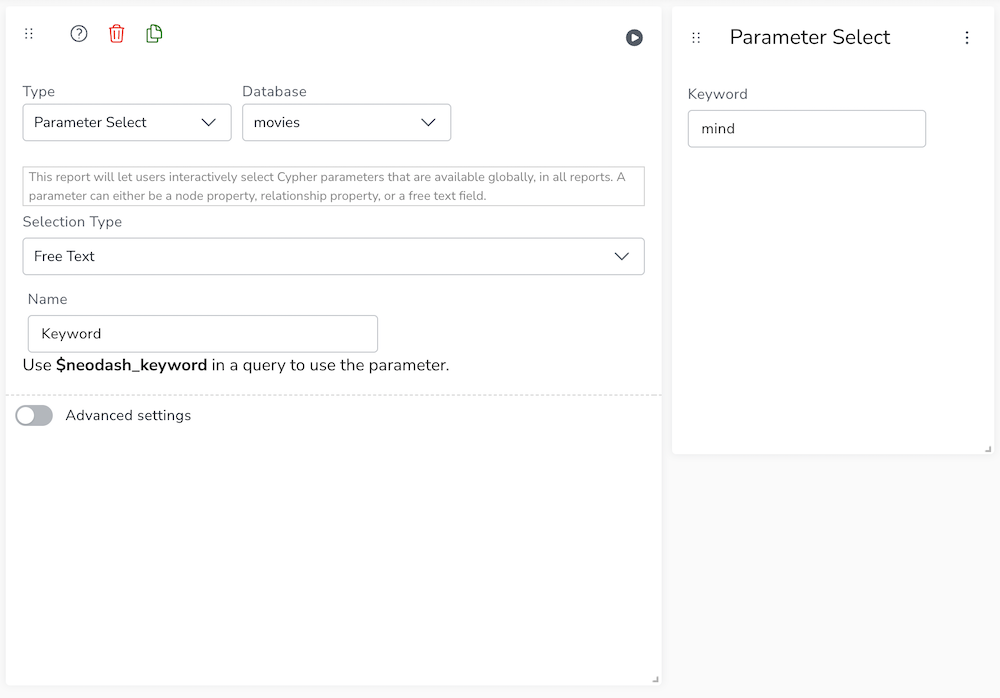 Type
Database
Parameter Select
movies
This report will let users interactively select Cypher parameters that are available globally, in all reports. A
parameter can either be a node property, relationship property, or a free text field.
Selection Type
Free Text
Name
Keyword
Use $neodash_keyword in a query to use the parameter.
Advanced settings
Parameter Select
Keyword
mind